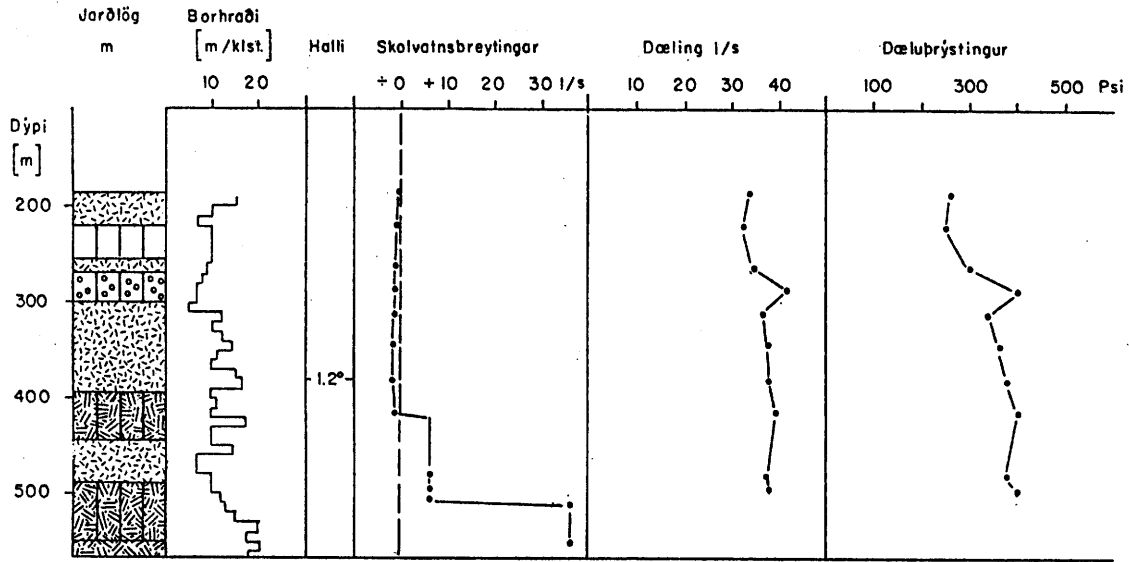 Jarðlög Borhraði
m [m/klst.] Halli Skolvatnsbreytingar Dæling l/s Dæluþrýstingur
10 20 ÷ 0 + 10 20 30 l/s 10 20 30 40 100 300 500 Psi
Dýpi
[m]
200
300
1.2°
400
500